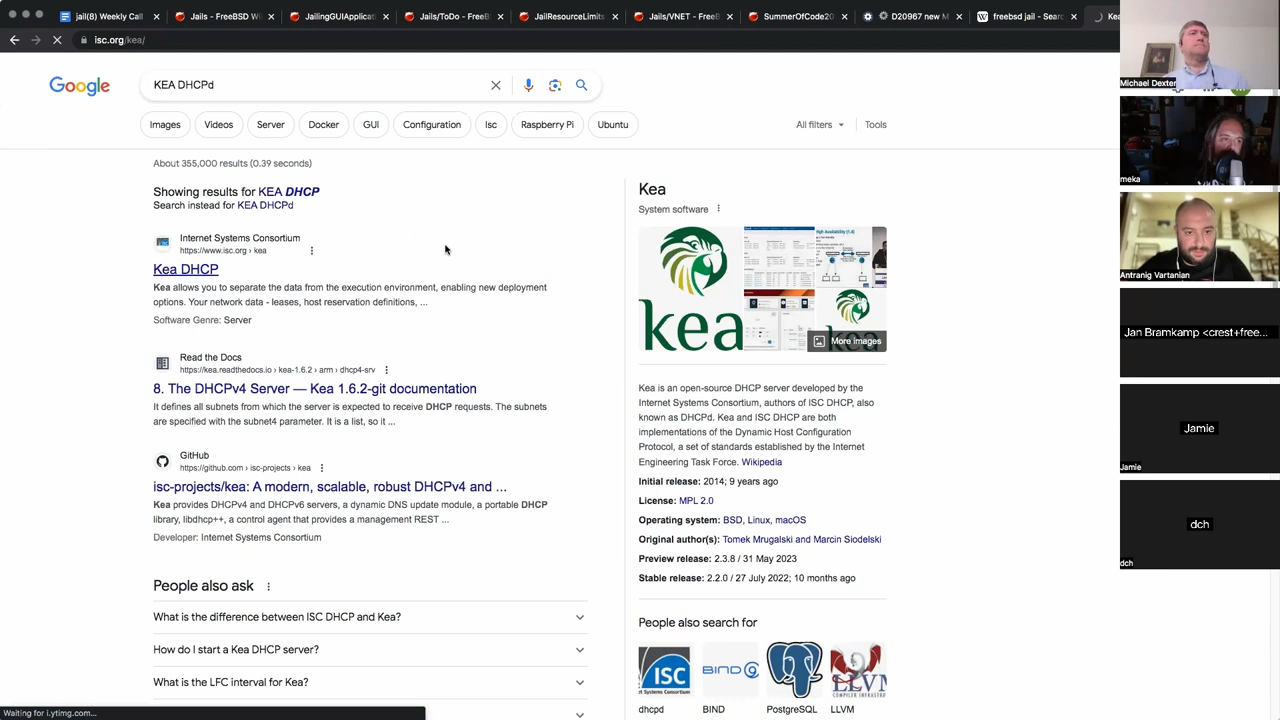 jail(8) Weekly Call
Jails - FreeBSD Wi
JailingGUIApplicati
Jails/ToDo - FreeB
JailResourceLimits
Jails/VNET - FreeB
SummerOfCode20
D20967 new M
freebsd jail - Sear
Kea
isc.org/kea/
Google
KEA DHCPd
Images
Videos
Server
Docker
GUI
Configuration
Isc
Raspberry Pi
Ubuntu
All filters
Tools
About 355,000 results (0.39 seconds)
Showing results for KEA DHCP
Search instead for KEA DHCPd
Internet Systems Consortium
https://www.isc.org › kea
Kea DHCP
Kea allows you to separate the data from the execution environment, enabling new deployment
options. Your network data - leases, host reservation definitions, ...
Software Genre: Server
Read the Docs
https://kea.readthedocs.io › kea-1.6.2 › arm › dhcp4-srv
8. The DHCPv4 Server — Kea 1.6.2-git documentation
It defines all subnets from which the server is expected to receive DHCP requests. The subnets
are specified with the subnet4 parameter. It is a list, so it ...
GitHub
https://github.com › isc-projects › kea
isc-projects/kea: A modern, scalable, robust DHCPv4 and ...
Kea provides DHCPv4 and DHCPv6 servers, a dynamic DNS update module, a portable DHCP
library, libdhcp++, a control agent that provides a management REST ...
Developer: Internet Systems Consortium
People also ask
What is the difference between ISC DHCP and Kea?
How do I start a Kea DHCP server?
What is the LFC interval for Kea?
Waiting for i.ytimg.com...
Kea
System software
kea
More images
Kea is an open-source DHCP server developed by the
Internet Systems Consortium, authors of ISC DHCP, also
known as DHCPd. Kea and ISC DHCP are both
implementations of the Dynamic Host Configuration
Protocol, a set of standards established by the Internet
Engineering Task Force. Wikipedia
Initial release: 2014; 9 years ago
License: MPL 2.0
Operating system: BSD, Linux, macOS
Original author(s): Tomek Mrugalski and Marcin Siodelski
Preview release: 2.3.8 / 31 May 2023
Stable release: 2.2.0 / 27 July 2022; 10 months ago
People also search for
ISC
BIND
LLVM
dhcpd
BIND
PostgreSQL
LLVM
Michael Dexter
meka
Antranig Vartanian
Jan Bramkamp <crest+free...
Jamie
Jamie
dch
dch